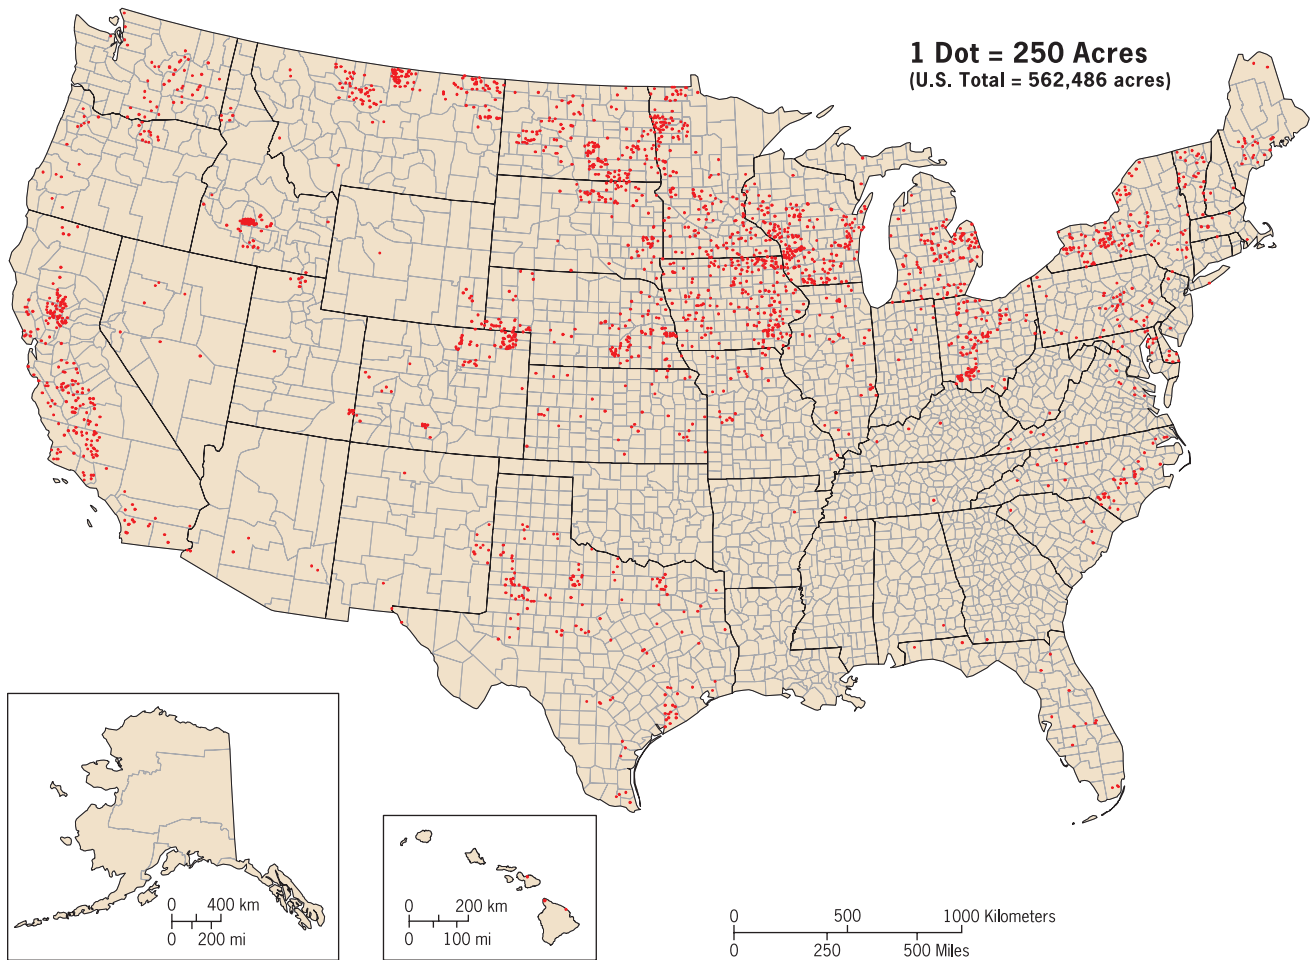 1 Dot = 250 Acres
(U.S. Total = 562,486 acres)
0 400 km
0 200 mi
0 200 km
0 100 mi
0 500 1000 Kilometers
0 250 500 Miles